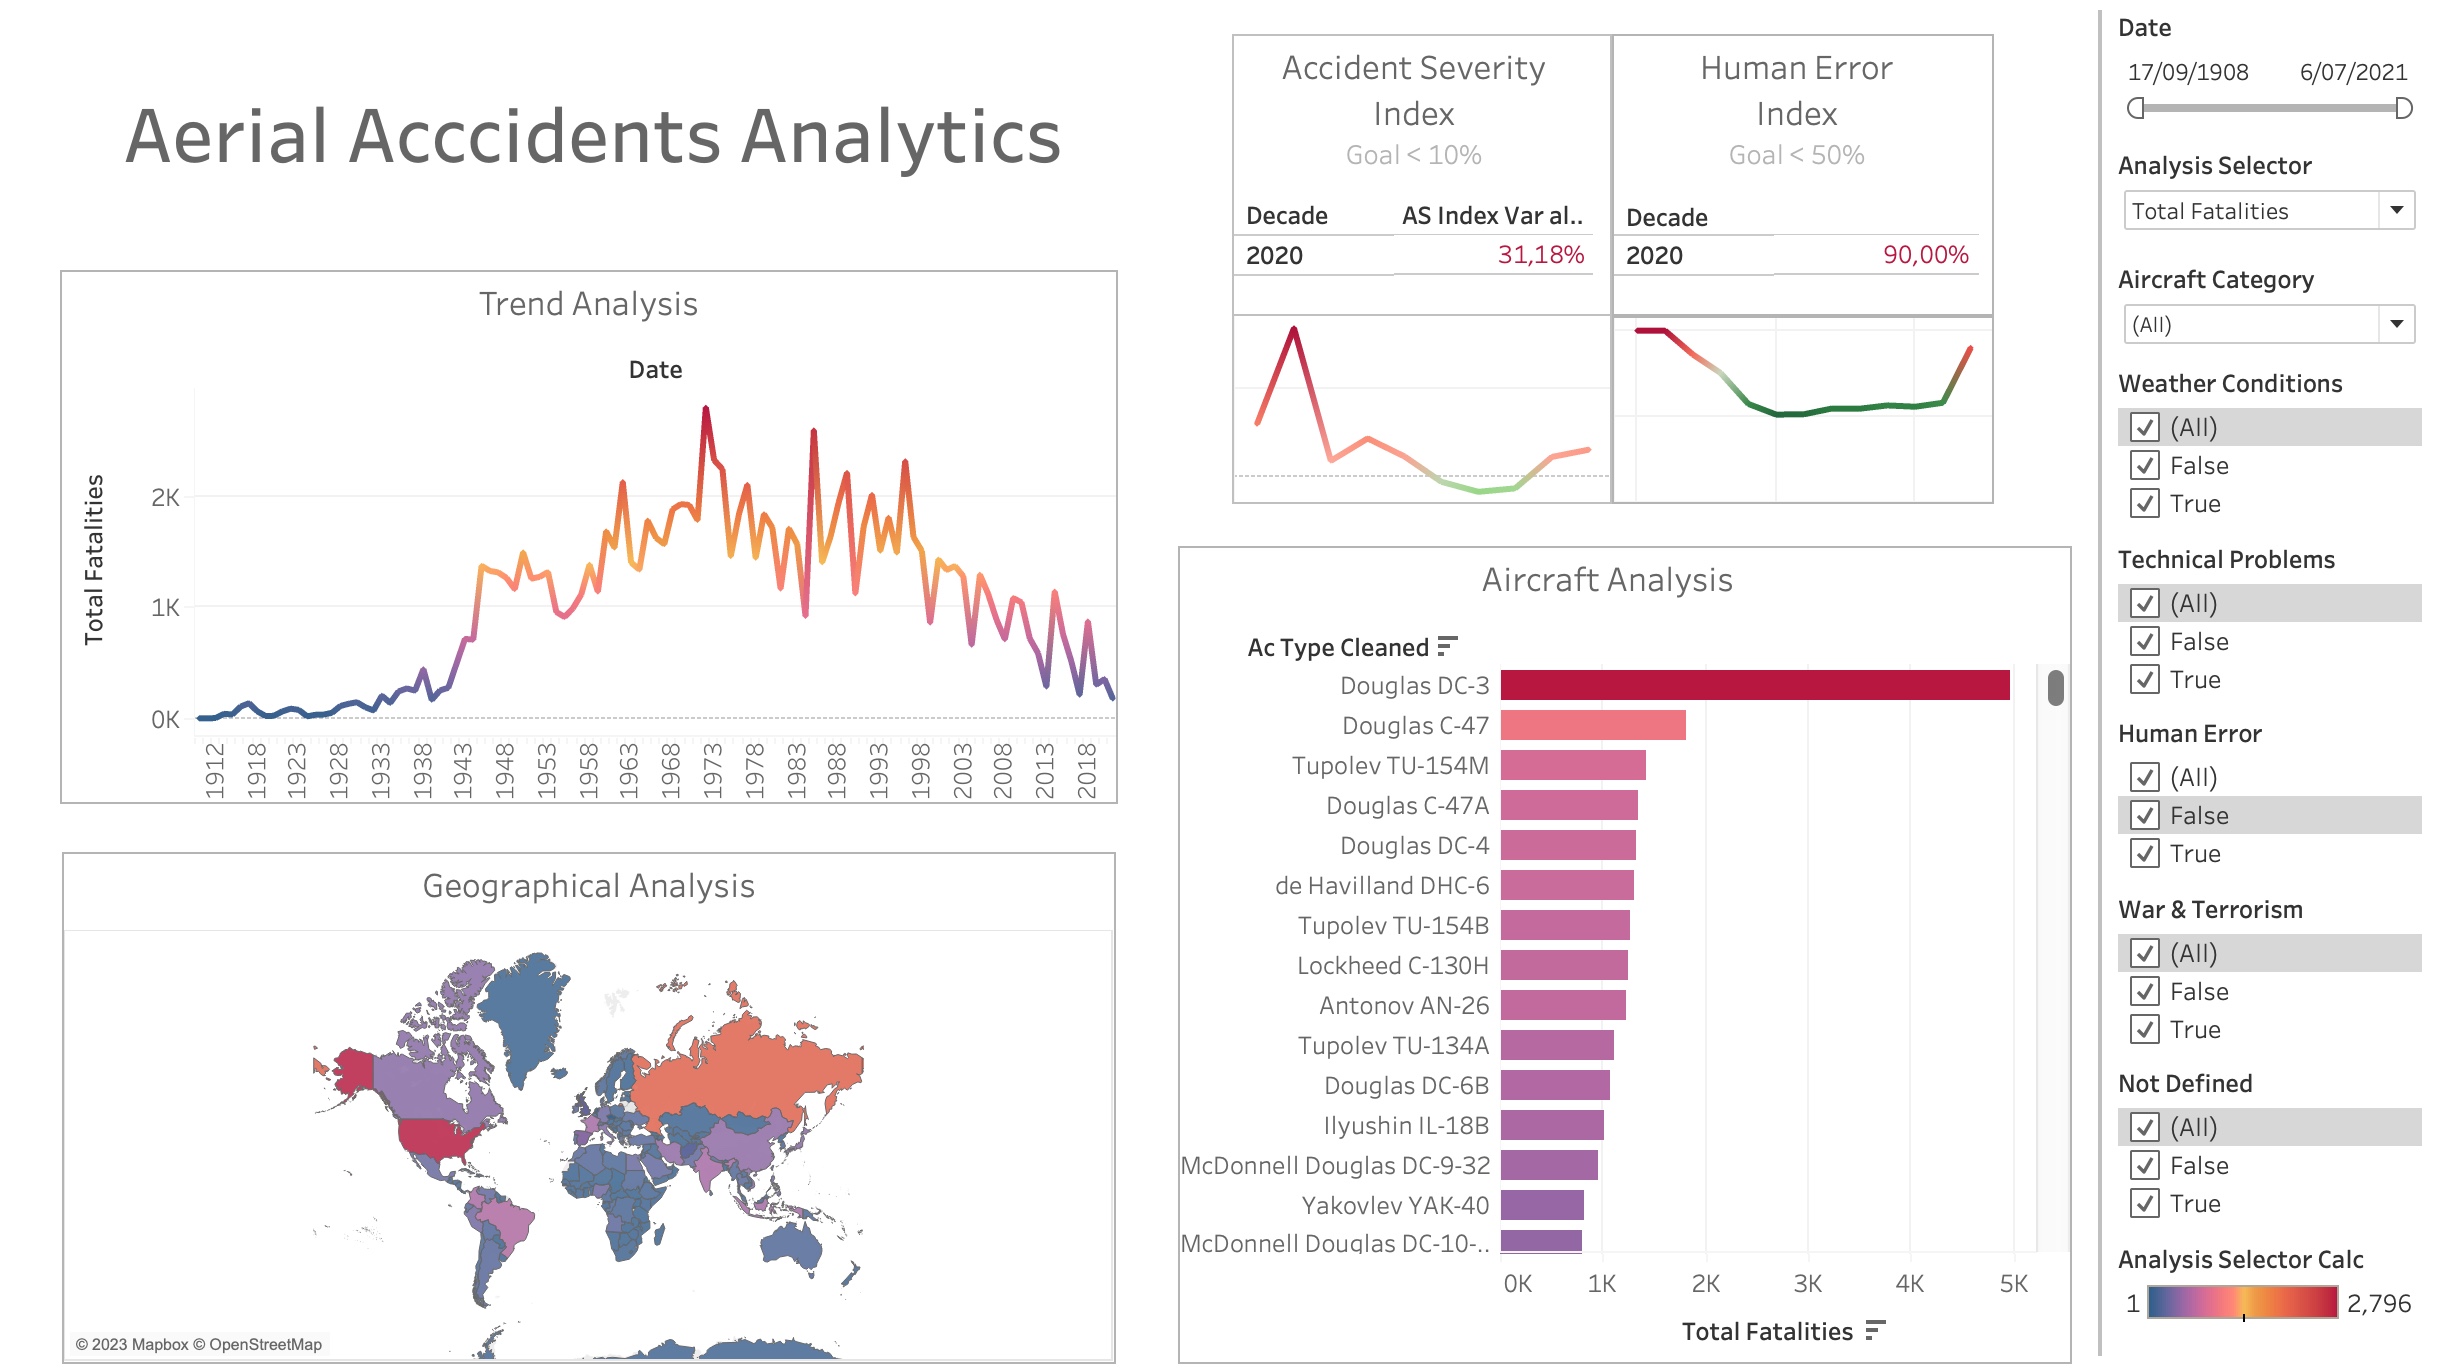 Aerial Acccidents Analytics
Accident Severity
Index
Goal < 10%
Decade AS Index Var al..
2020 31,18%
Human Error
Index
Goal < 50%
Decade
2020 90,00%
Trend Analysis
Date
Total Fatalities
2K
1K
0K
1912 1918 1923 1928 1933 1938 1943 1948 1953 1958 1963 1968 1973 1978 1983 1988 1993 1998 2003 2008 2013 2018
Geographical Analysis
© 2023 Mapbox © OpenStreetMap
Aircraft Analysis
Ac Type Cleaned
Douglas DC-3
Douglas C-47
Tupolev TU-154M
Douglas C-47A
Douglas DC-4
de Havilland DHC-6
Tupolev TU-154B
Lockheed C-130H
Antonov AN-26
Tupolev TU-134A
Douglas DC-6B
Ilyushin IL-18B
McDonnell Douglas DC-9-32
Yakovlev YAK-40
McDonnell Douglas DC-10-..
0K 1K 2K 3K 4K 5K
Total Fatalities
Date
17/09/1908 6/07/2021
Analysis Selector
Total Fatalities
Aircraft Category
(All)
Weather Conditions
(All)
False
True
Technical Problems
(All)
False
True
Human Error
(All)
False
True
War & Terrorism
(All)
False
True
Not Defined
(All)
False
True
Analysis Selector Calc
1 2,796